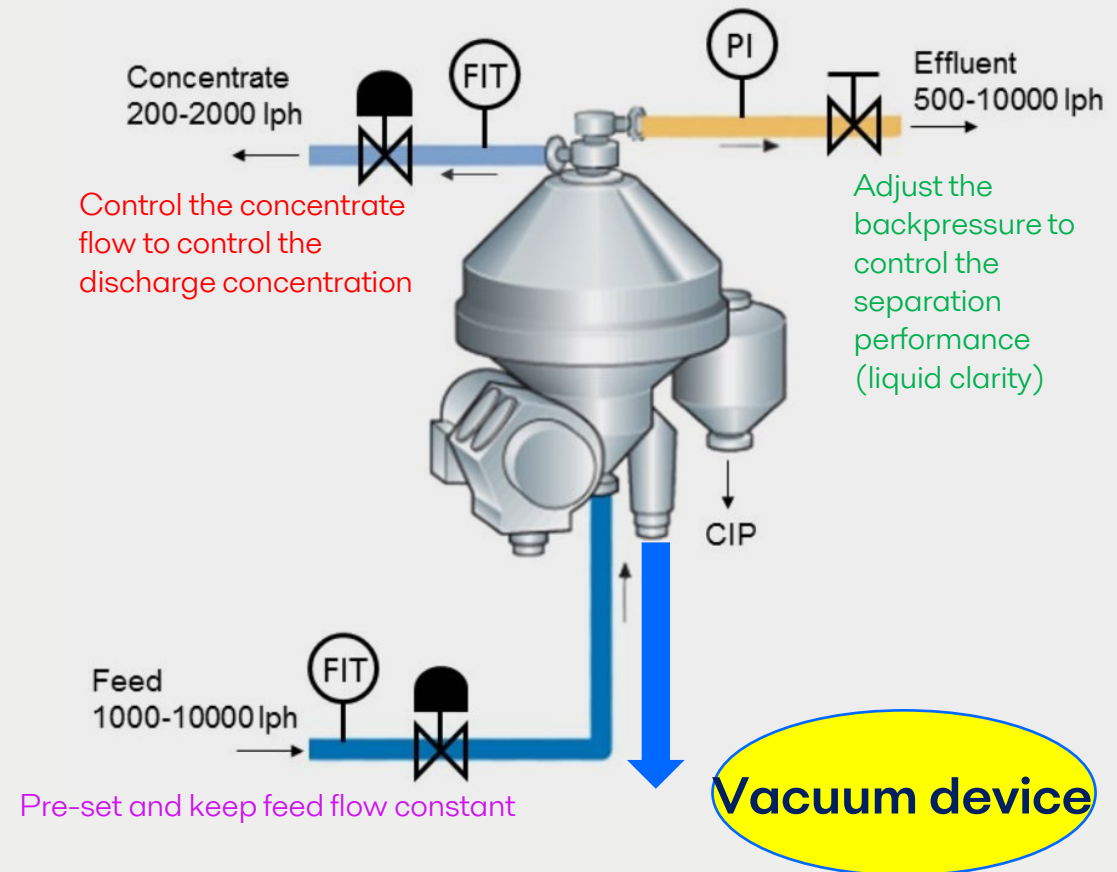 PI
FIT
Concentrate
200-2000 lph
Effluent
500-10000 lph
Control the concentrate
flow to control the
discharge concentration
Adjust the
backpressure to
control the
separation
performance
(liquid clarity)
CIP
FIT
Feed
1000-10000 lph
Pre-set and keep feed flow constant
Vacuum device